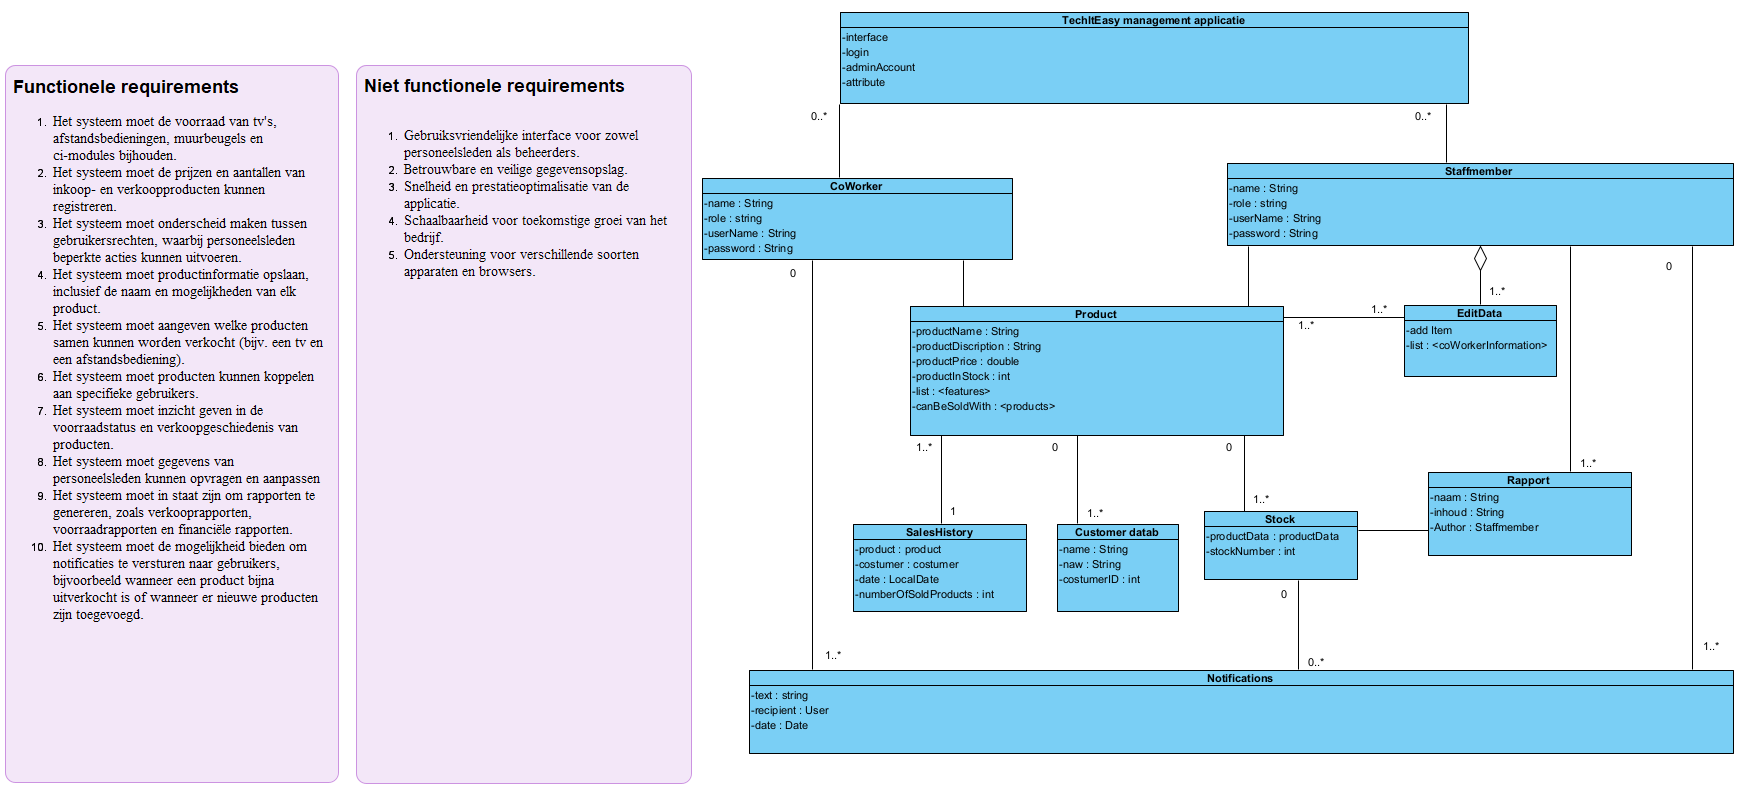 Functionele requirements
1. Het systeem moet de voorraad van tv's,
afstandsbedieningen, muurbeugels en
ci-modules bijhouden.
2. Het systeem moet de prijzen en aantallen van
inkoop- en verkoopproducten kunnen
registreren.
3. Het systeem moet onderscheid maken tussen
gebruikersrechten, waarbij personeelsleden
beperkte acties kunnen uitvoeren.
4. Het systeem moet productinformatie opslaan,
inclusief de naam en mogelijkheden van elk
product.
5. Het systeem moet aangeven welke producten
samen kunnen worden verkocht (bijv. een tv en
een afstandsbediening).
6. Het systeem moet producten kunnen koppelen
aan specifieke gebruikers.
7. Het systeem moet inzicht geven in de
voorraadstatus en verkoopgeschiedenis van
producten.
8. Het systeem moet gegevens van
personeelsleden kunnen opvragen en aanpassen
9. Het systeem moet in staat zijn om rapporten te
genereren, zoals verkooprapporten,
voorraadrapporten en financiële rapporten.
10. Het systeem moet de mogelijkheid bieden om
notificaties te versturen naar gebruikers,
bijvoorbeeld wanneer een product bijna
uitverkocht is of wanneer er nieuwe producten
zijn toegevoegd.
Niet functionele requirements
1. Gebruiksvriendelijke interface voor zowel
personeelsleden als beheerders.
2. Betrouwbare en veilige gegevensopslag.
3. Snelheid en prestatieoptimalisatie van de
applicatie.
4. Schaalbaarheid voor toekomstige groei van het
bedrijf.
5. Ondersteuning voor verschillende soorten
apparaten en browsers.
TechItEasy management applicatie
-interface
-login
-adminAccount
-attribute
0..*
0..*
CoWorker
-name : String
-role : string
-userName : String
-password : String
0
Staffmember
-name : String
-role : string
-userName : String
-password : String
0
1..*
Product
-productName : String
-productDiscription : String
-productPrice : double
-productInStock : int
-list : <features>
-canBeSoldWith : <products>
1..*
1..*
EditData
-add Item
-list : <coWorkerInformation>
1..*
0
0
1..*
Rapport
-naam : String
-inhoud : String
-Author : Staffmember
1
1..*
1..*
SalesHistory
-product : product
-costumer : costumer
-date : LocalDate
-numberOfSoldProducts : int
Customer datab
-name : String
-naw : String
-costumerID : int
Stock
-productData : productData
-stockNumber : int
0
1..*
0..*
1..*
Notifications
-text : string
-recipient : User
-date : Date